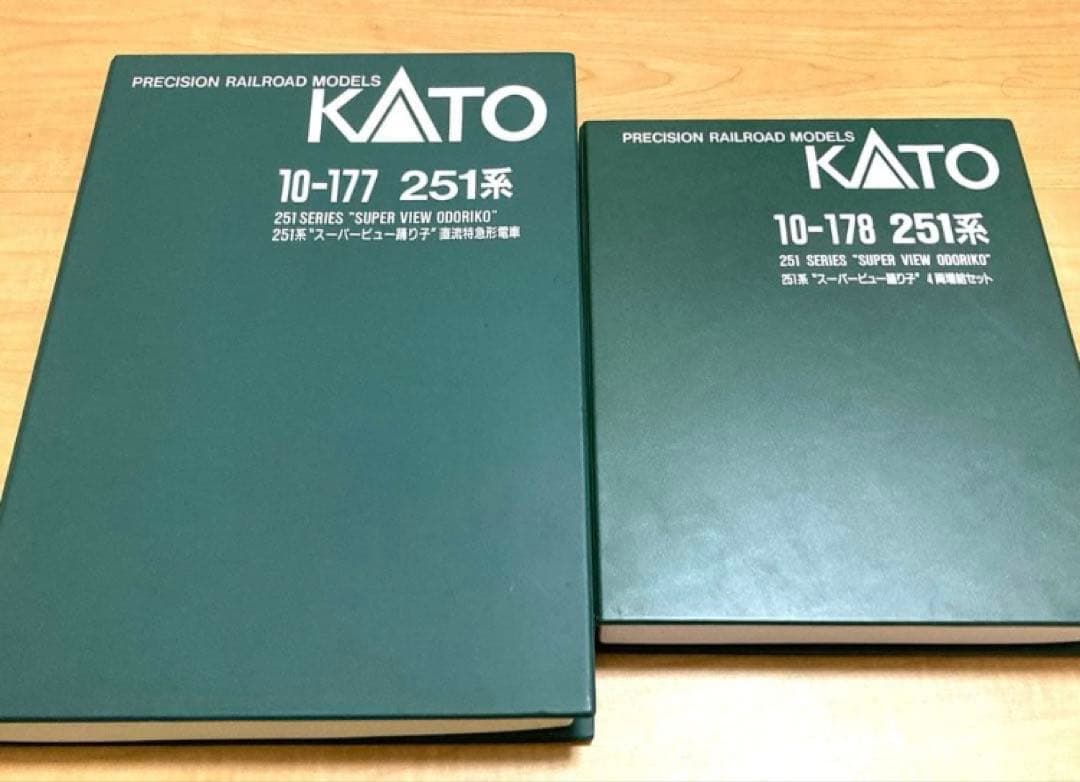 PRECISION RAILROAD MODELS
KATO
10-177 251系
251 SERIES "SUPER VIEW ODORIKO"
251系"スーパービュー踊り子"直流特急形電車
PRECISION RAILROAD MODELS
KATO
10-178 251系
251 SERIES "SUPER VIEW ODORIKO"
251系"スーパービュー踊り子" 4両増結セット